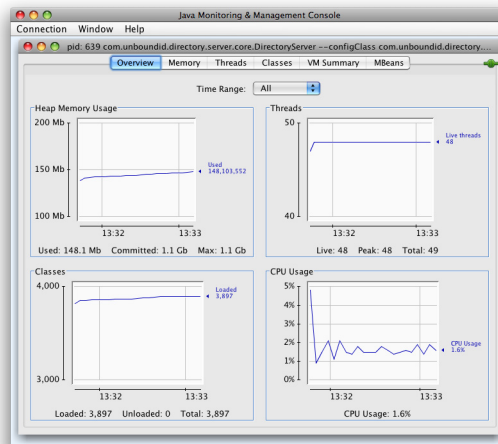 Java Monitoring & Management Console
Connection Window Help
pid: 639 com.unboundid.directory.server.core.DirectoryServer --configClass com.unboundid.directory....
Overview Memory Threads Classes VM Summary MBeans
Time Range: All
Heap Memory Usage
200 Mb
150 Mb
100 Mb
Used
148,103,552
13:32 13:33
Used: 148.1 Mb Committed: 1.1 Gb Max: 1.1 Gb
Threads
50
40
Live threads
48
13:32 13:33
Live: 48 Peak: 48 Total: 49
Classes
4,000
3,000
Loaded
3,897
13:32 13:33
Loaded: 3,897 Unloaded: 0 Total: 3,897
CPU Usage
5%
4%
3%
2%
1%
0%
CPU Usage
1.6%
13:32 13:33
CPU Usage: 1.6%